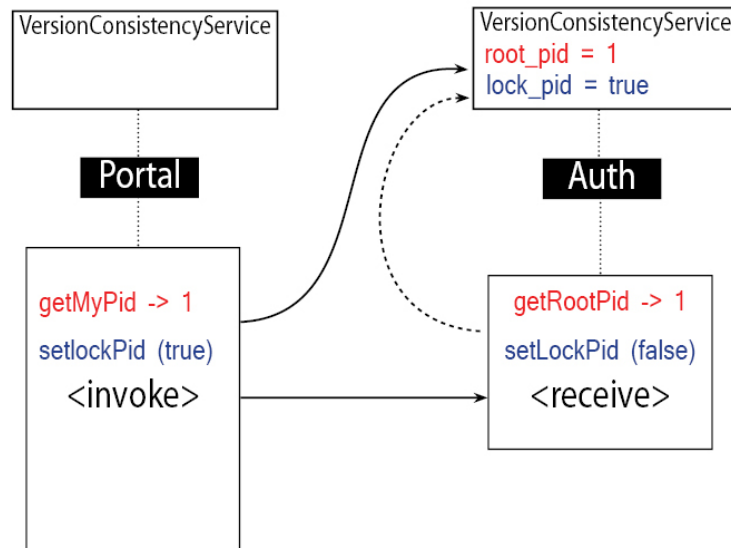 VersionConsistencyService
Portal
getMyPid -> 1
setlockPid (true)
<invoke>
VersionConsistencyService
root_pid = 1
lock_pid = true
Auth
getRootPid -> 1
setLockPid (false)
<receive>